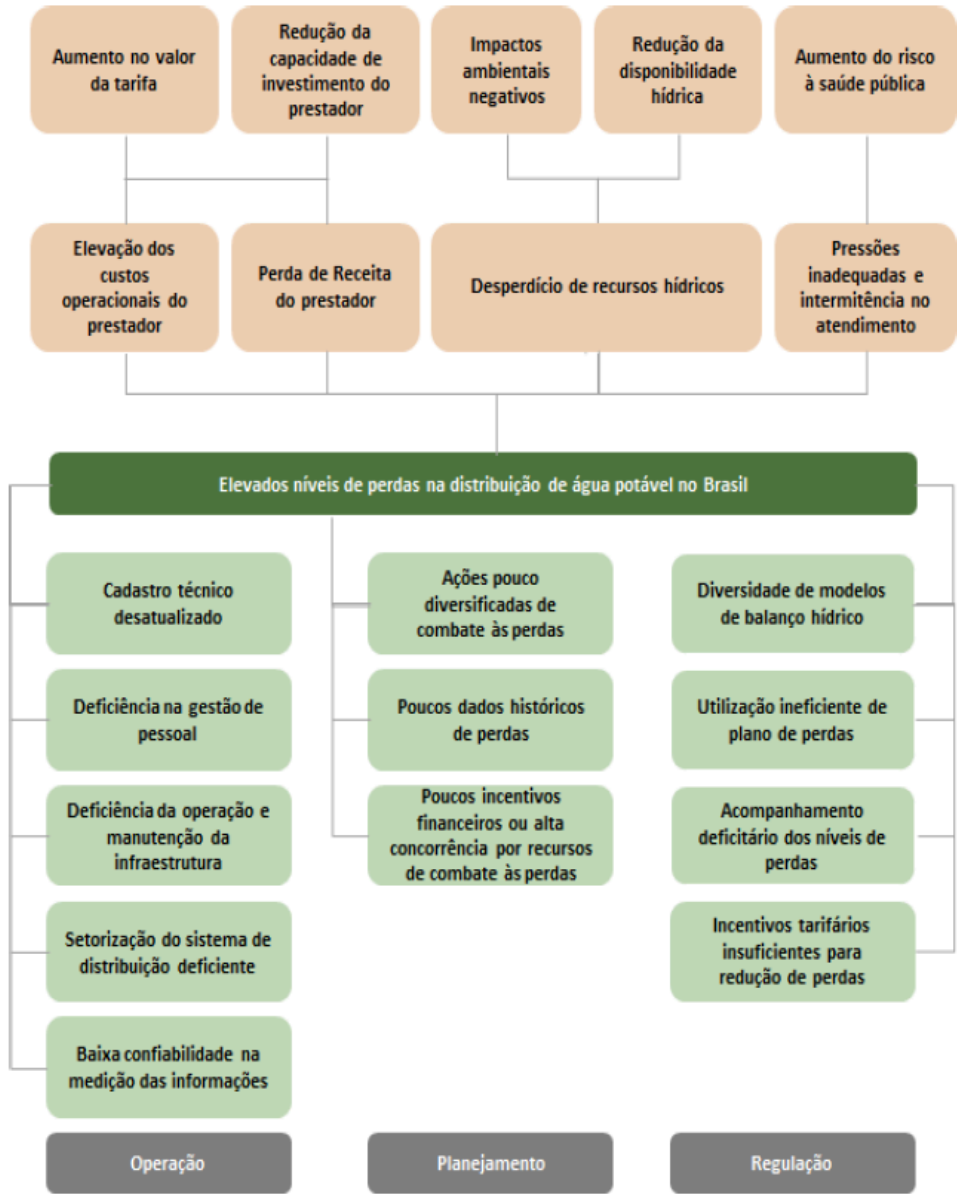 Aumento no valor
da tarifa
Redução da
capacidade de
investimento do
prestador
Impactos
ambientais
negativos
Redução da
disponibilidade
hídrica
Aumento do risco
à saúde pública
Elevação dos
custos
operacionais do
prestador
Perda de Receita
do prestador
Desperdício de recursos hídricos
Pressões
inadequadas e
intermitência no
atendimento
Elevados níveis de perdas na distribuição de água potável no Brasil
Cadastro técnico
desatualizado
Deficiência na gestão de
pessoal
Deficiência da operação e
manutenção da
infraestrutura
Setorização do sistema de
distribuição deficiente
Baixa confiabilidade na
medição das informações
Operação
Ações pouco
diversificadas de
combate às perdas
Poucos dados históricos
de perdas
Poucos incentivos
financeiros ou alta
concorrência por recursos
de combate às perdas
Planejamento
Diversidade de modelos
de balanço hídrico
Utilização ineficiente de
plano de perdas
Acompanhamento
deficitário dos níveis de
perdas
Incentivos tarifários
insuficientes para
redução de perdas
Regulação